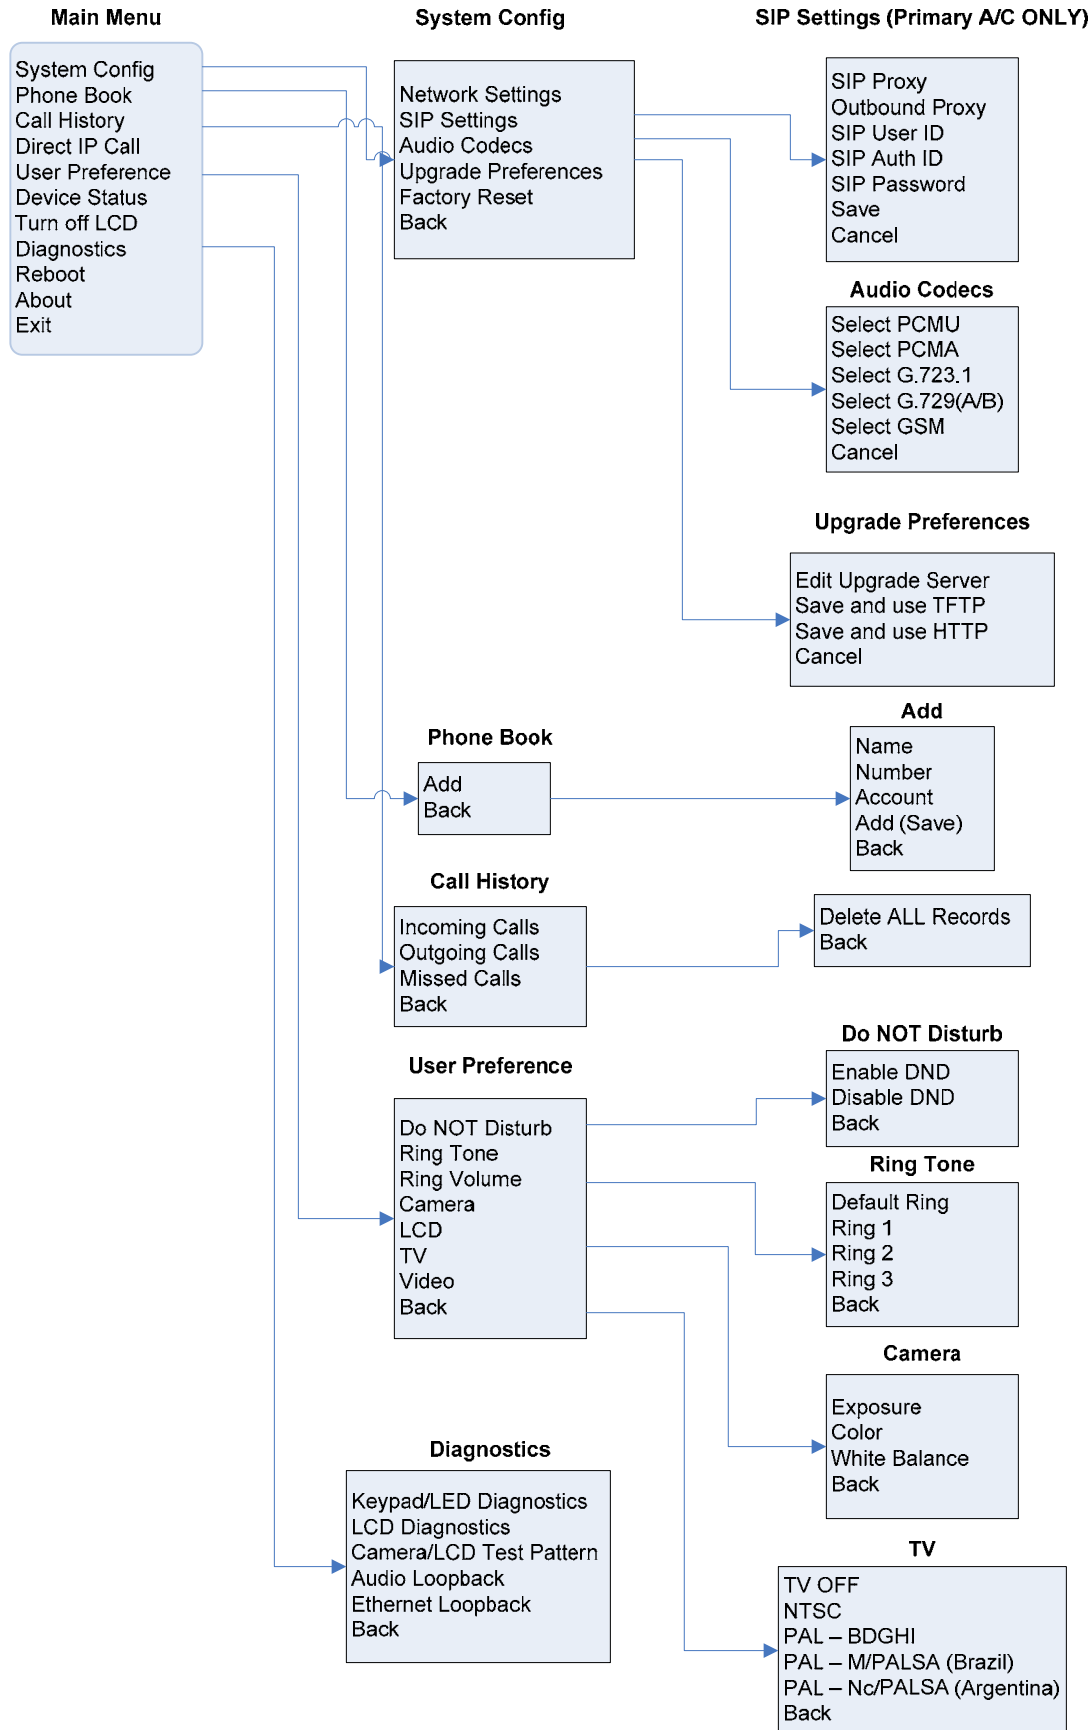 Main Menu
System Config
Phone Book
Call History
Direct IP Call
User Preference
Device Status
Turn off LCD
Diagnostics
Reboot
About
Exit
System Config
Network Settings
SIP Settings
Audio Codecs
Upgrade Preferences
Factory Reset
Back
SIP Settings (Primary A/C ONLY)
SIP Proxy
Outbound Proxy
SIP User ID
SIP Auth ID
SIP Password
Save
Cancel
Audio Codecs
Select PCMU
Select PCMA
Select G.723.1
Select G.729(A/B)
Select GSM
Cancel
Upgrade Preferences
Edit Upgrade Server
Save and use TFTP
Save and use HTTP
Cancel
Phone Book
Add
Back
Add
Name
Number
Account
Add (Save)
Back
Call History
Incoming Calls
Outgoing Calls
Missed Calls
Back
Delete ALL Records
Back
User Preference
Do NOT Disturb
Ring Tone
Ring Volume
Camera
LCD
TV
Video
Back
Do NOT Disturb
Enable DND
Disable DND
Back
Ring Tone
Default Ring
Ring 1
Ring 2
Ring 3
Back
Camera
Exposure
Color
White Balance
Back
Diagnostics
Keypad/LED Diagnostics
LCD Diagnostics
Camera/LCD Test Pattern
Audio Loopback
Ethernet Loopback
Back
TV
TV OFF
NTSC
PAL – BDGHI
PAL – M/PALSA (Brazil)
PAL – Nc/PALSA (Argentina)
Back